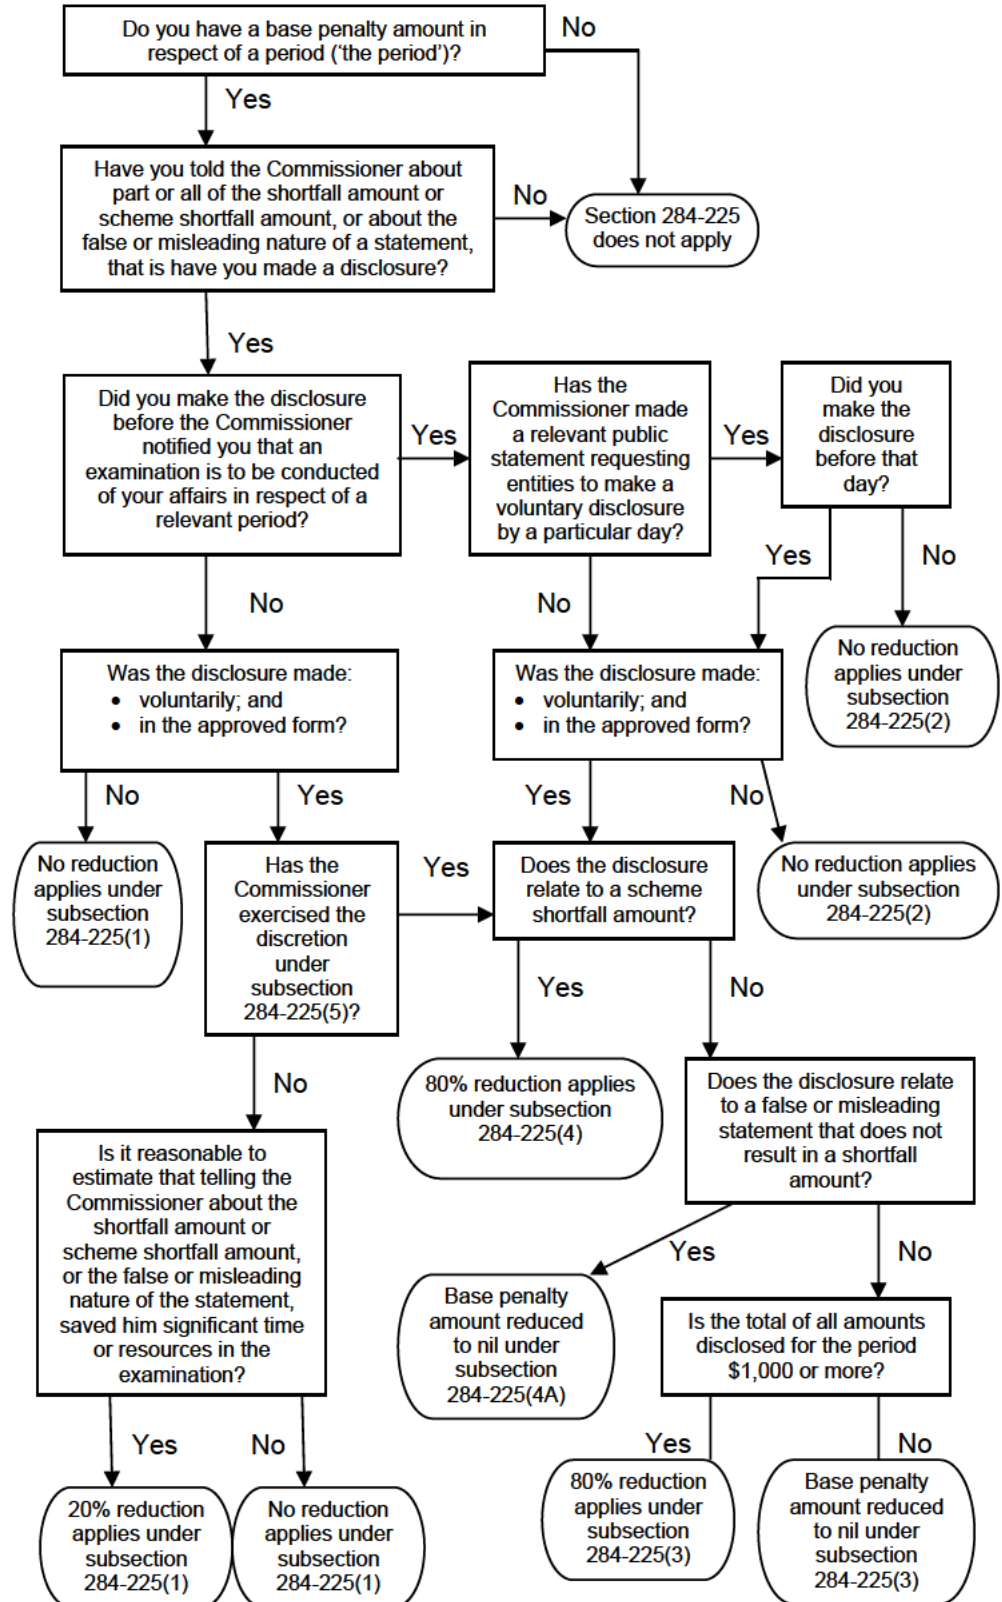 Do you have a base penalty amount in
respect of a period (‘the period’)?
No
Yes
Have you told the Commissioner about
part or all of the shortfall amount or
scheme shortfall amount, or about the
false or misleading nature of a statement,
that is have you made a disclosure?
No
Section 284-225
does not apply
Yes
Did you make the disclosure
before the Commissioner
notified you that an
examination is to be conducted
of your affairs in respect of a
relevant period?
Yes
Has the
Commissioner made
a relevant public
statement requesting
entities to make a
voluntary disclosure
by a particular day?
Yes
Did you
make the
disclosure
before that
day?
Yes
No
No
No
No reduction
applies under
subsection
284-225(2)
Was the disclosure made:
• voluntarily; and
• in the approved form?
Was the disclosure made:
• voluntarily; and
• in the approved form?
No
Yes
Yes
No
No reduction
applies under
subsection
284-225(1)
Has the
Commissioner
exercised the
discretion
under
subsection
284-225(5)?
Yes
Does the disclosure
relate to a scheme
shortfall amount?
No reduction applies
under subsection
284-225(2)
Yes
No
No
80% reduction applies
under subsection
284-225(4)
Does the disclosure relate
to a false or misleading
statement that does not
result in a shortfall
amount?
Is it reasonable to
estimate that telling the
Commissioner about the
shortfall amount or
scheme shortfall amount,
or the false or misleading
nature of the statement,
saved him significant time
or resources in the
examination?
Yes
No
Base penalty
amount reduced
to nil under
subsection
284-225(4A)
Is the total of all amounts
disclosed for the period
$1,000 or more?
Yes
No
Yes
No
20% reduction
applies under
subsection
284-225(1)
No reduction
applies under
subsection
284-225(1)
80% reduction
applies under
subsection
284-225(3)
Base penalty
amount reduced
to nil under
subsection
284-225(3)